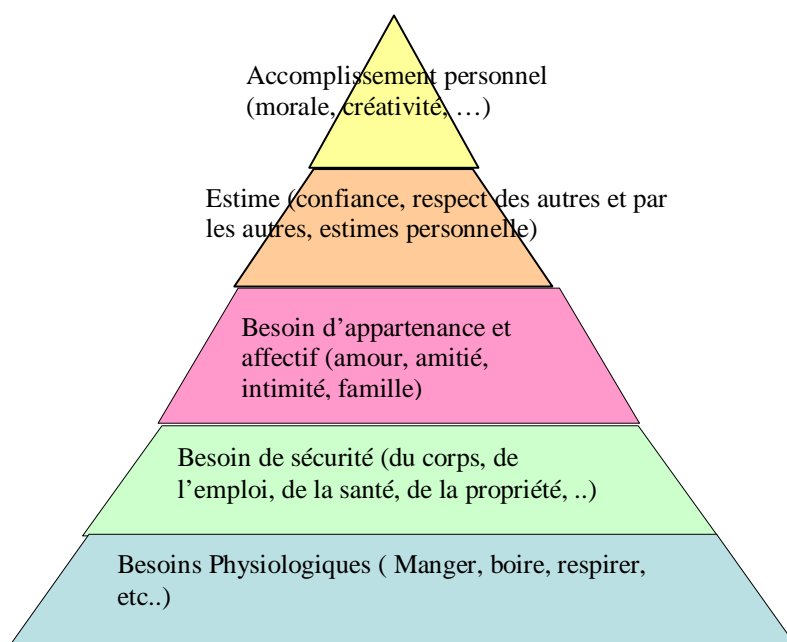 Accomplissement personnel
(morale, créativité, …)
Estime (confiance, respect des autres et par
les autres, estimes personnelle)
Besoin d’appartenance et
affectif (amour, amitié,
intimité, famille)
Besoin de sécurité (du corps, de
l’emploi, de la santé, de la propriété, ..)
Besoins Physiologiques ( Manger, boire, respirer,
etc..)